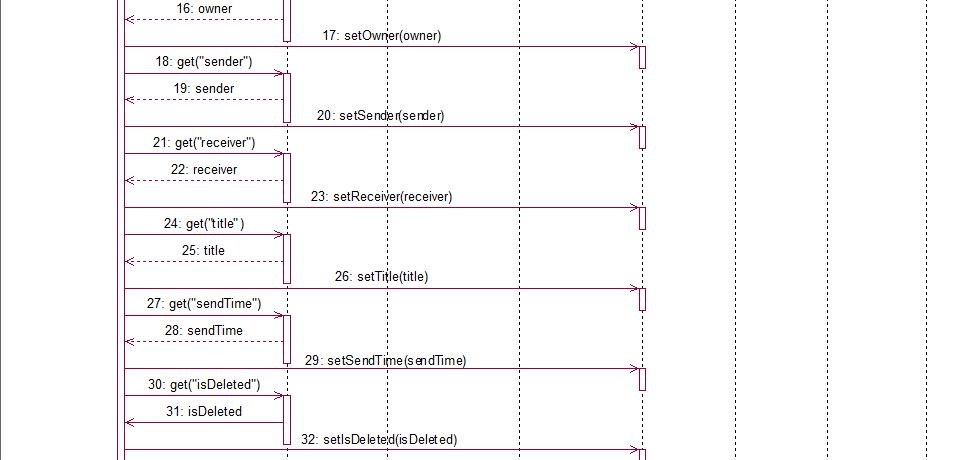 16: owner
17: setOwner(owner)
18: get("sender")
19: sender
20: setSender(sender)
21: get("receiver")
22: receiver
23: setReceiver(receiver)
24: get("title")
25: title
26: setTitle(title)
27: get("sendTime")
28: sendTime
29: setSendTime(sendTime)
30: get("isDeleted")
31: isDeleted
32: setIsDeleted(isDeleted)